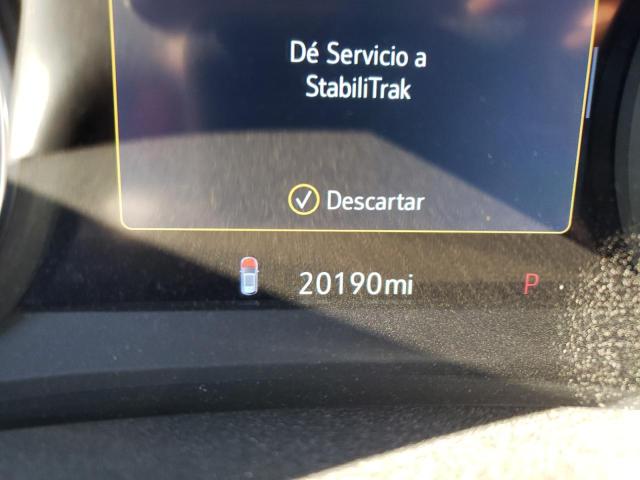 Dé Servicio a
StabiliTrak
Descartar
20190mi P